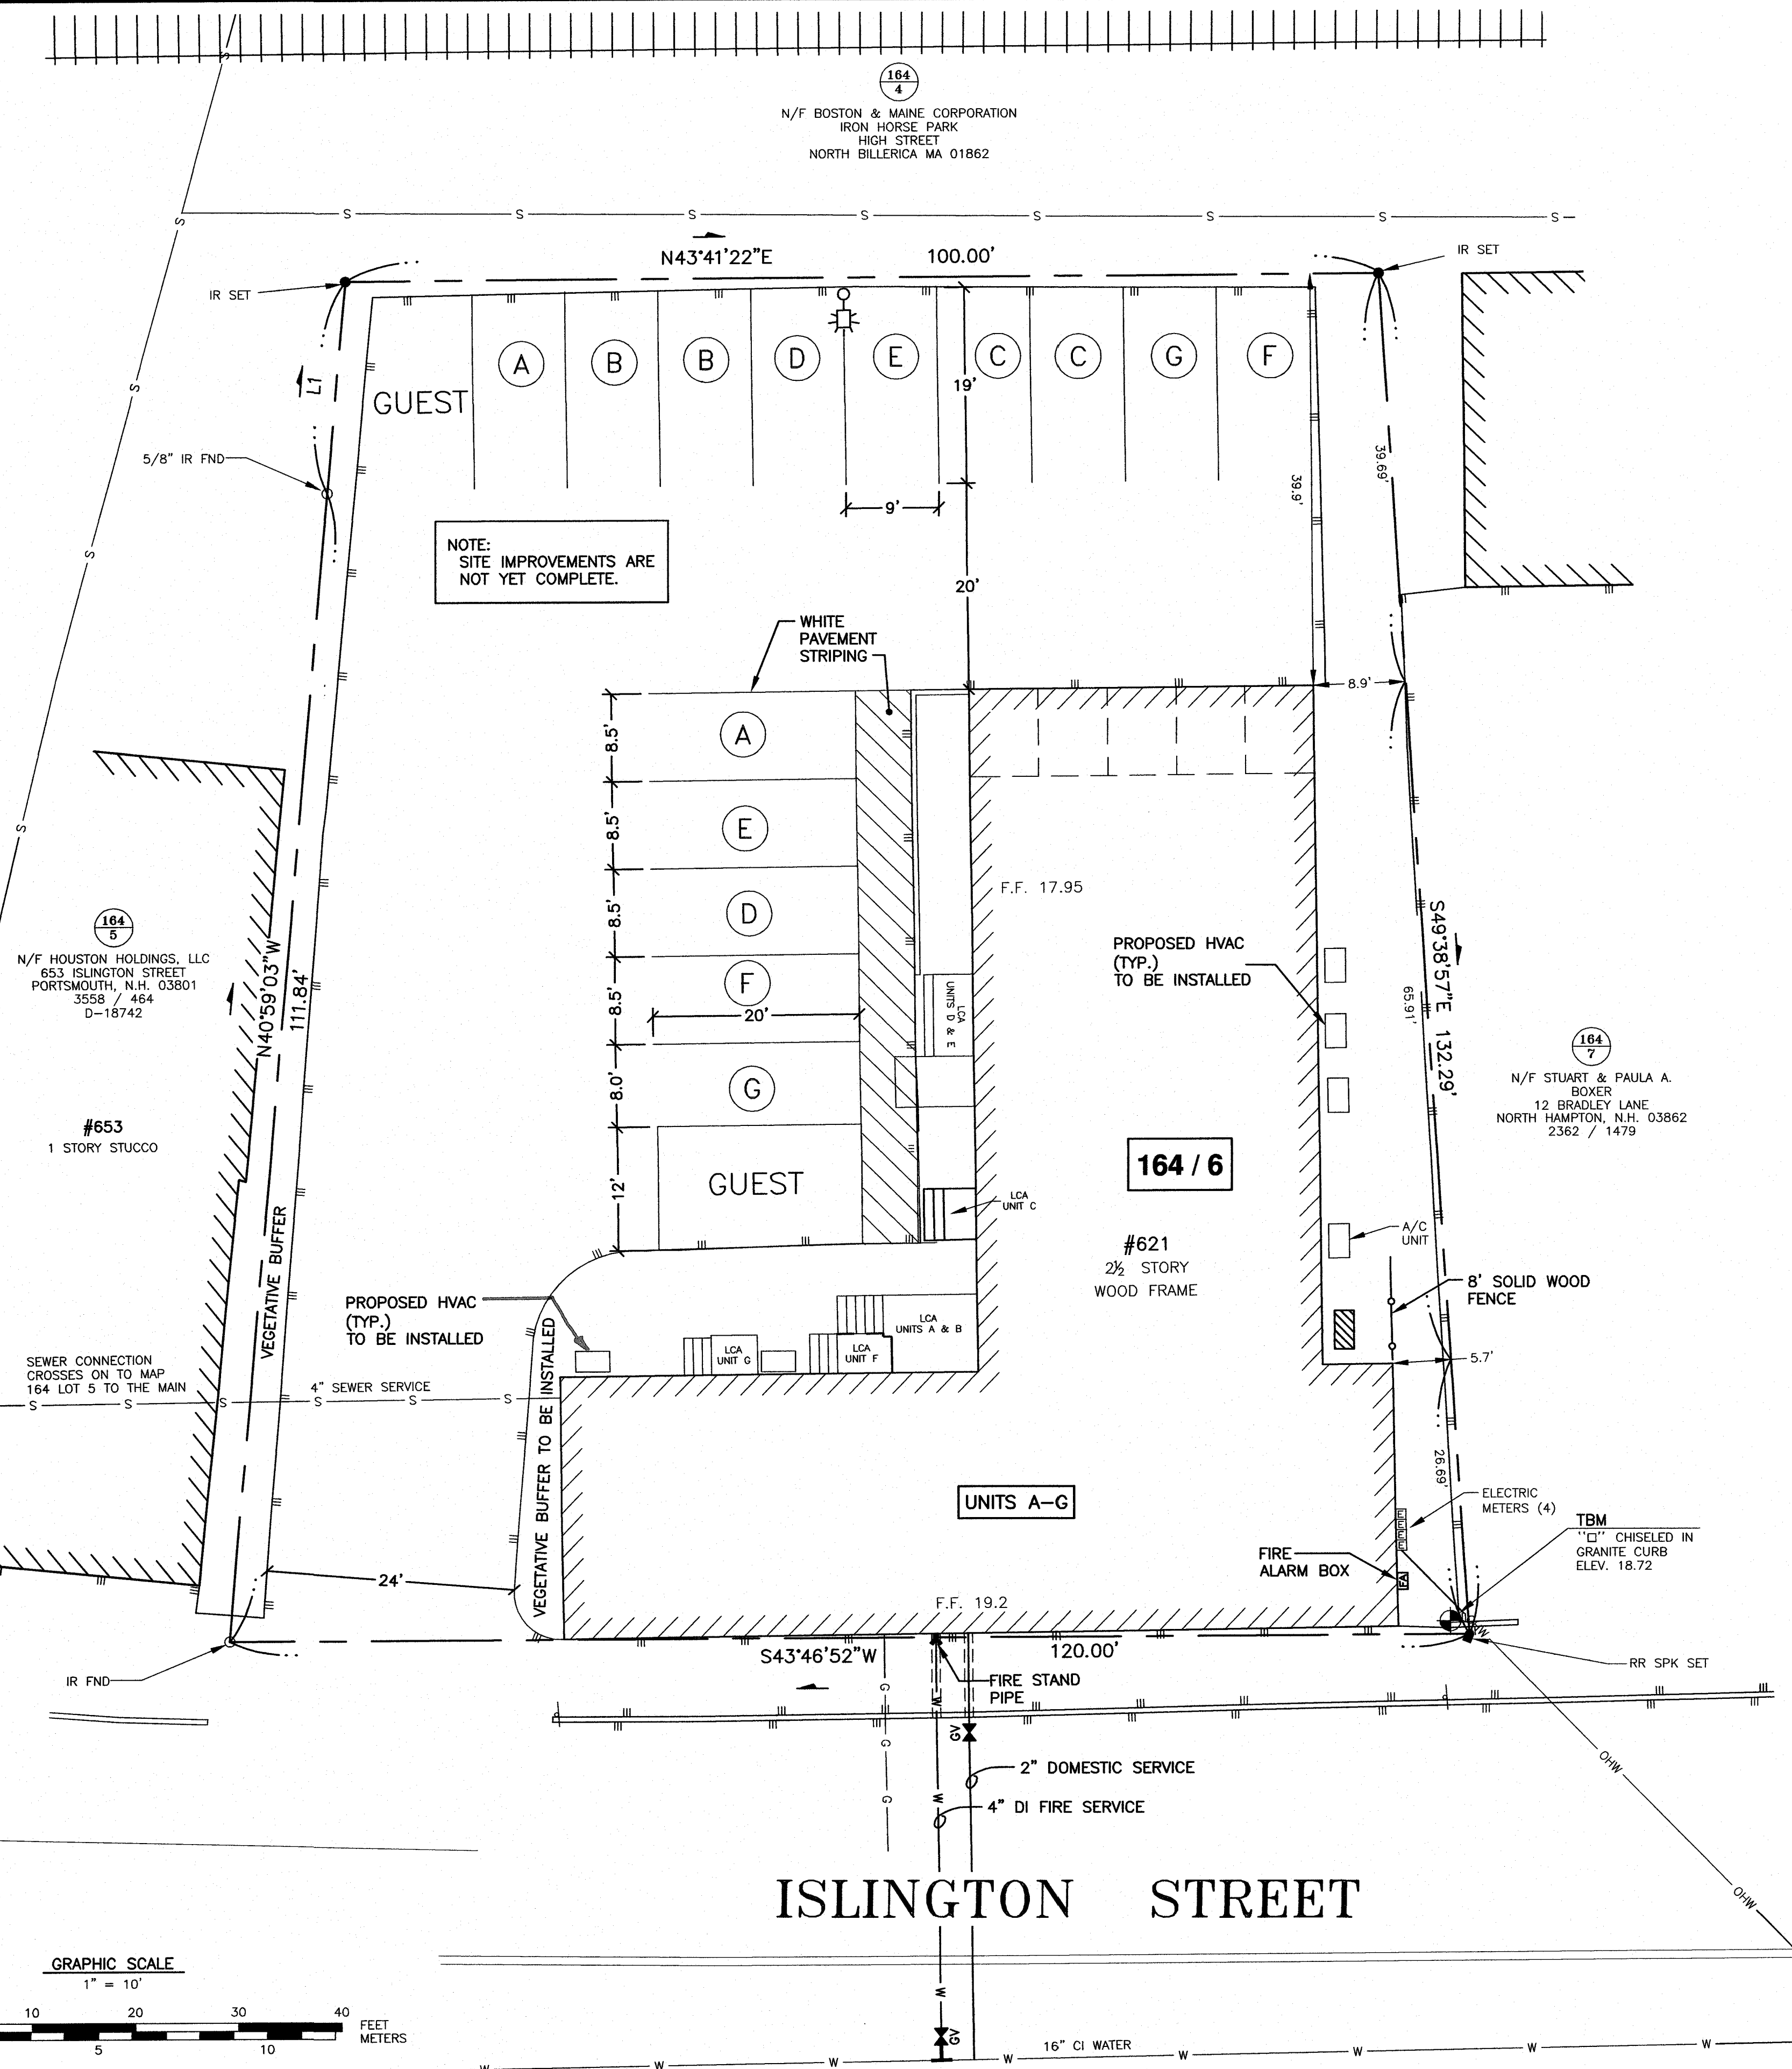 164
4
N/F BOSTON & MAINE CORPORATION
IRON HORSE PARK
HIGH STREET
NORTH BILLERICA MA 01862
S
S S S S S S S S S
N43°41'22"E 100.00'
IR SET
IR SET
L1
GUEST
A
B
B
D
E
C
C
G
F
19'
5/8" IR FND
39.69'
39.9'
9'
NOTE:
SITE IMPROVEMENTS ARE
NOT YET COMPLETE.
20'
WHITE
PAVEMENT
STRIPING
8.9'
8.5'
A
8.5'
E
8.5'
D
8.5'
F
20'
8.0'
G
12'
GUEST
F.F. 17.95
LCA
UNITS D & E
PROPOSED HVAC
(TYP.)
TO BE INSTALLED
S49°38'57"E 132.29'
65.91'
164
5
N/F HOUSTON HOLDINGS, LLC
653 ISLINGTON STREET
PORTSMOUTH, N.H. 03801
3558 / 464
D-18742
N40°59'03"W
111.84'
164
7
N/F STUART & PAULA A.
BOXER
12 BRADLEY LANE
NORTH HAMPTON, N.H. 03862
2362 / 1479
#653
1 STORY STUCCO
164 / 6
LCA
UNIT C
#621
2½ STORY
WOOD FRAME
A/C
UNIT
8' SOLID WOOD
FENCE
VEGETATIVE BUFFER
PROPOSED HVAC
(TYP.)
TO BE INSTALLED
LCA
UNITS A & B
LCA
UNIT G
LCA
UNIT F
5.7'
SEWER CONNECTION
CROSSES ON TO MAP
164 LOT 5 TO THE MAIN
4" SEWER SERVICE
S S S S S S
VEGETATIVE BUFFER TO BE INSTALLED
26.69'
UNITS A-G
ELECTRIC
METERS (4)
E
E
E
E
TBM
"□" CHISELED IN
GRANITE CURB
ELEV. 18.72
FIRE
ALARM BOX
FA
24'
F.F. 19.2
S43°46'52"W 120.00'
IR FND
RR SPK SET
FIRE STAND
PIPE
G
W
GV
G
2" DOMESTIC SERVICE
W
G
4" DI FIRE SERVICE
OHW
OHW
ISLINGTON STREET
GRAPHIC SCALE
1" = 10'
10 20 30 40 FEET
5 10 METERS
W
GV
16" CI WATER
W W W W W W W W